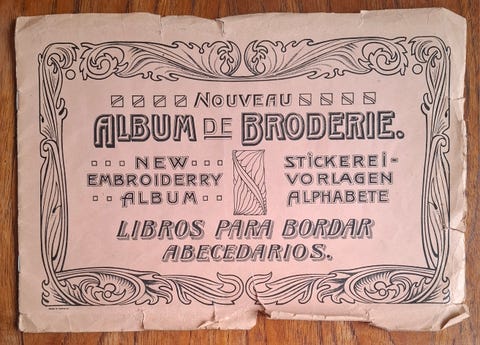 NOUVEAU
ALBUM DE BRODERIE.
NEW
EMBROIDERRY
ALBUM
STICKEREI-
VORLAGEN
ALPHABETE
LIBROS PARA BORDAR
ABECEDARIOS.